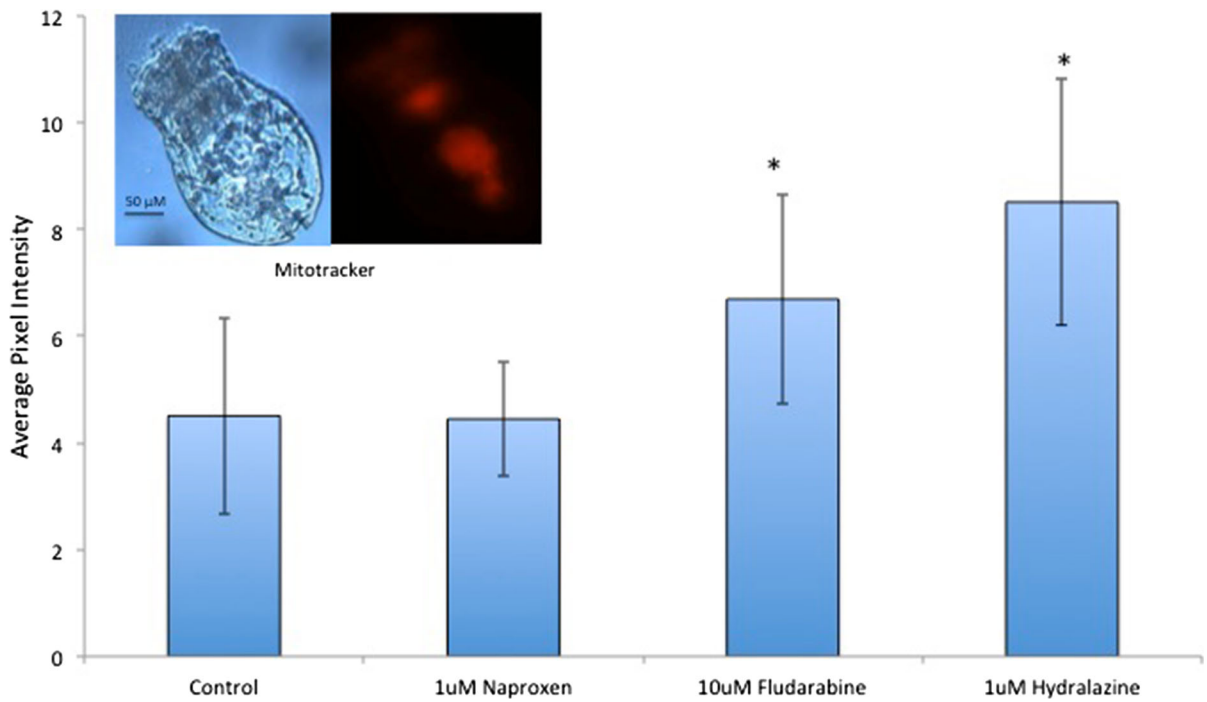 12
10
8
6
4
2
0
Average Pixel Intensity
50 µM
Mitotracker
*
*
Control
1uM Naproxen
10uM Fludarabine
1uM Hydralazine